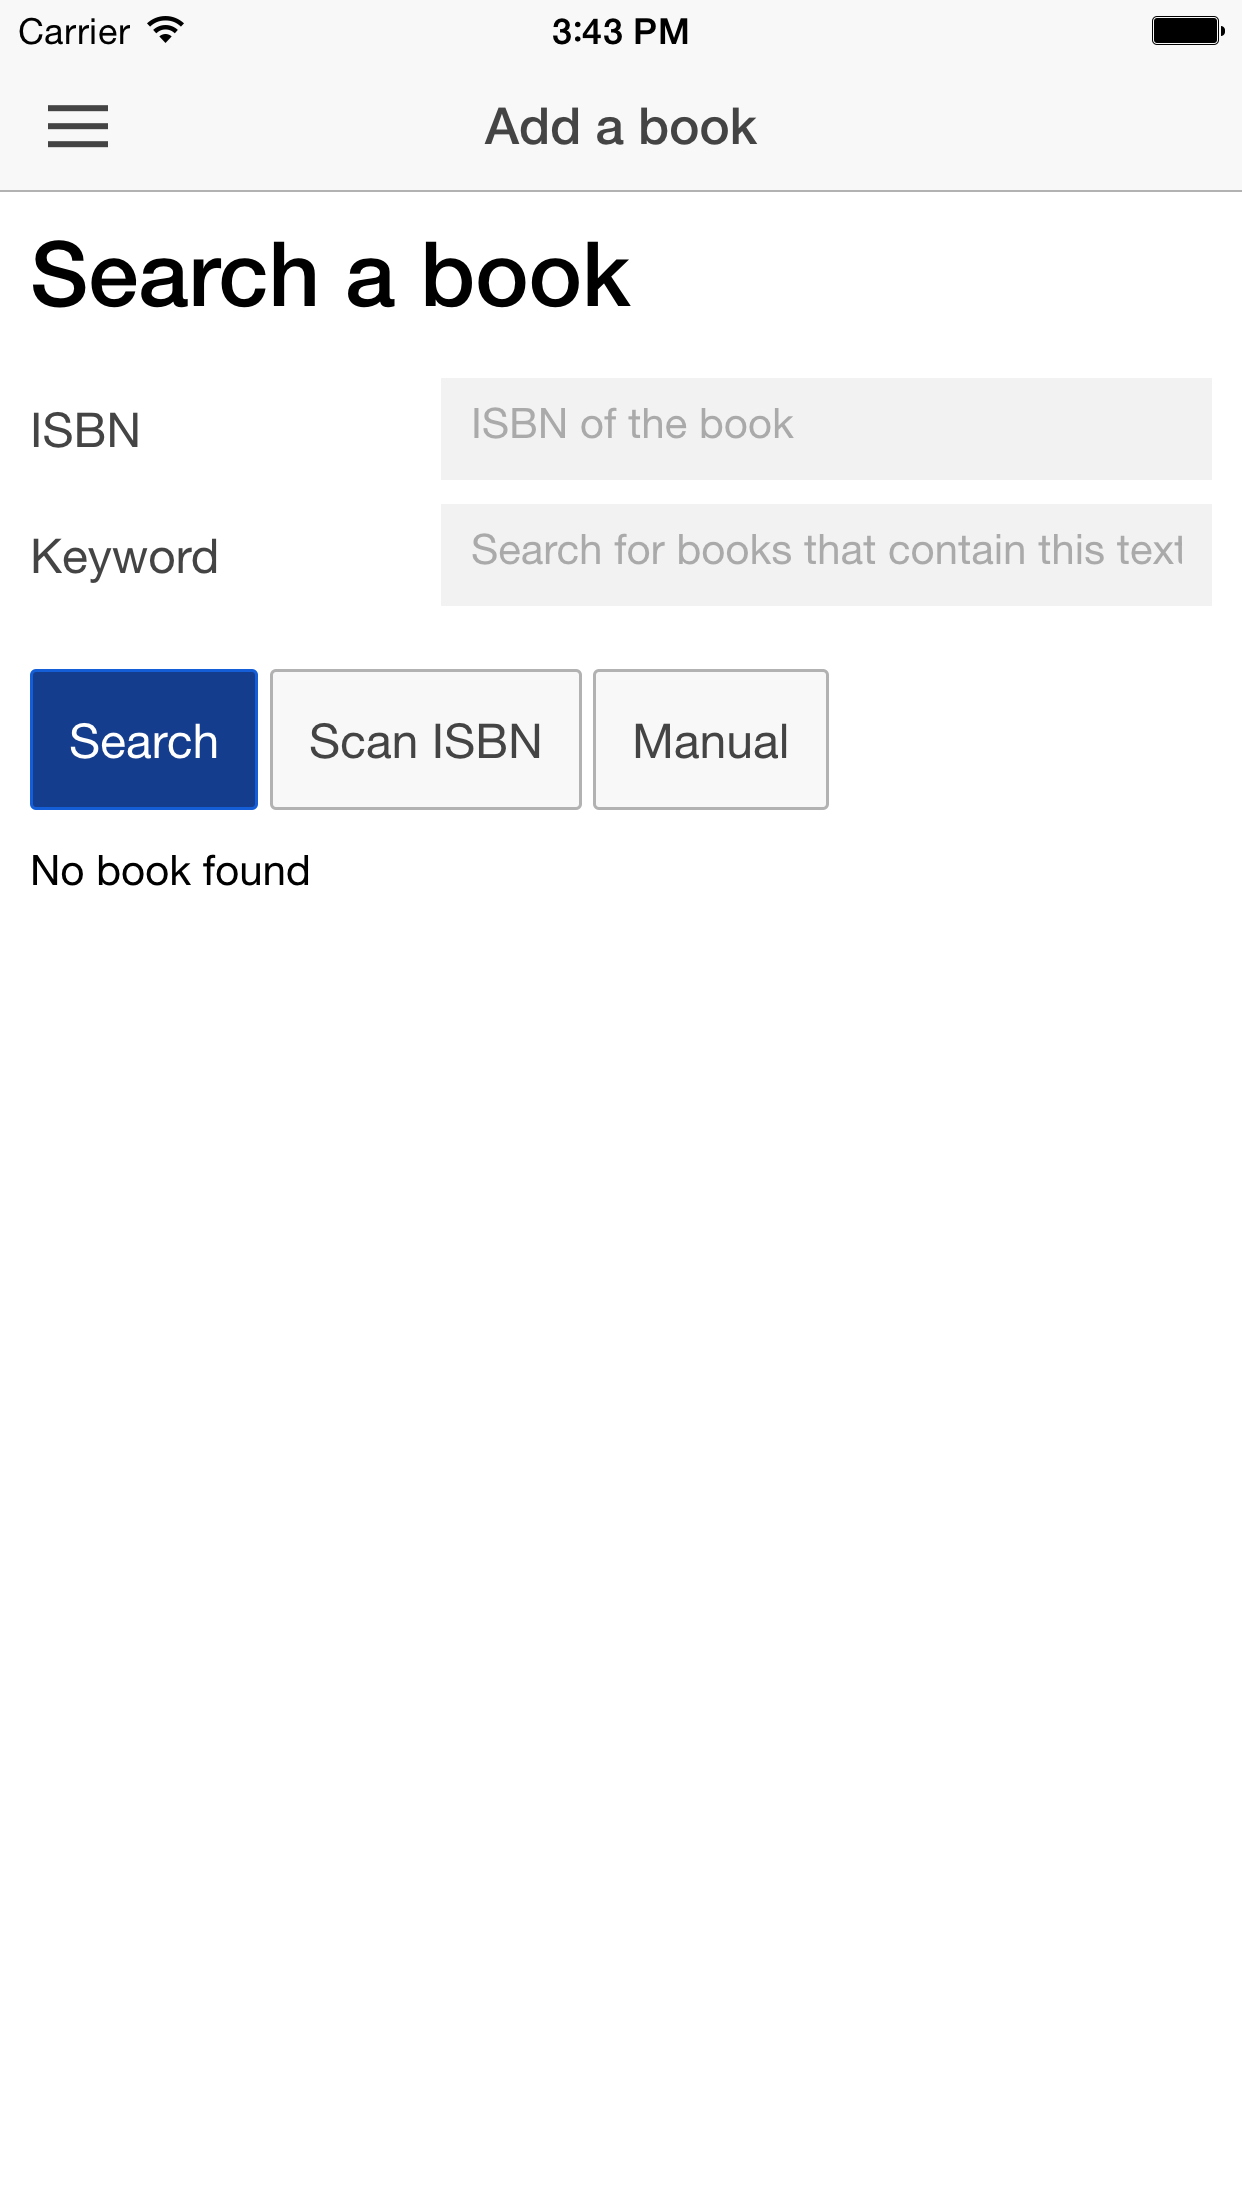 Carrier 3:43 PM
Add a book
Search a book
ISBN ISBN of the book
Keyword Search for books that contain this text
Search Scan ISBN Manual
No book found